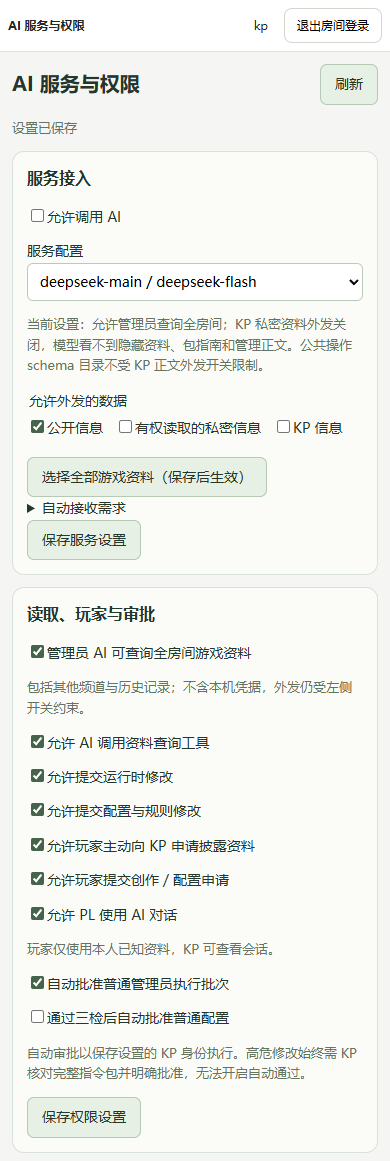 AI 服务与权限
kp
退出房间登录
AI 服务与权限
刷新
设置已保存
服务接入
允许调用 AI
服务配置
deepseek-main / deepseek-flash
当前设置：允许管理员查询全房间；KP 私密资料外发关
闭，模型看不到隐藏资料、包指南和管理正文。公共操作
schema 目录不受 KP 正文外发开关限制。
允许外发的数据
公开信息
有权读取的私密信息
KP 信息
选择全部游戏资料（保存后生效）
自动接收需求
保存服务设置
读取、玩家与审批
管理员 AI 可查询全房间游戏资料
包括其他频道与历史记录；不含本机凭据，外发仍受左侧
开关约束。
允许 AI 调用资料查询工具
允许提交运行时修改
允许提交配置与规则修改
允许玩家主动向 KP 申请披露资料
允许玩家提交创作 / 配置申请
允许 PL 使用 AI 对话
玩家仅使用本人已知资料，KP 可查看会话。
自动批准普通管理员执行批次
通过三检后自动批准普通配置
自动审批以保存设置的 KP 身份执行。高危修改始终需 KP
核对完整指令包并明确批准，无法开启自动通过。
保存权限设置